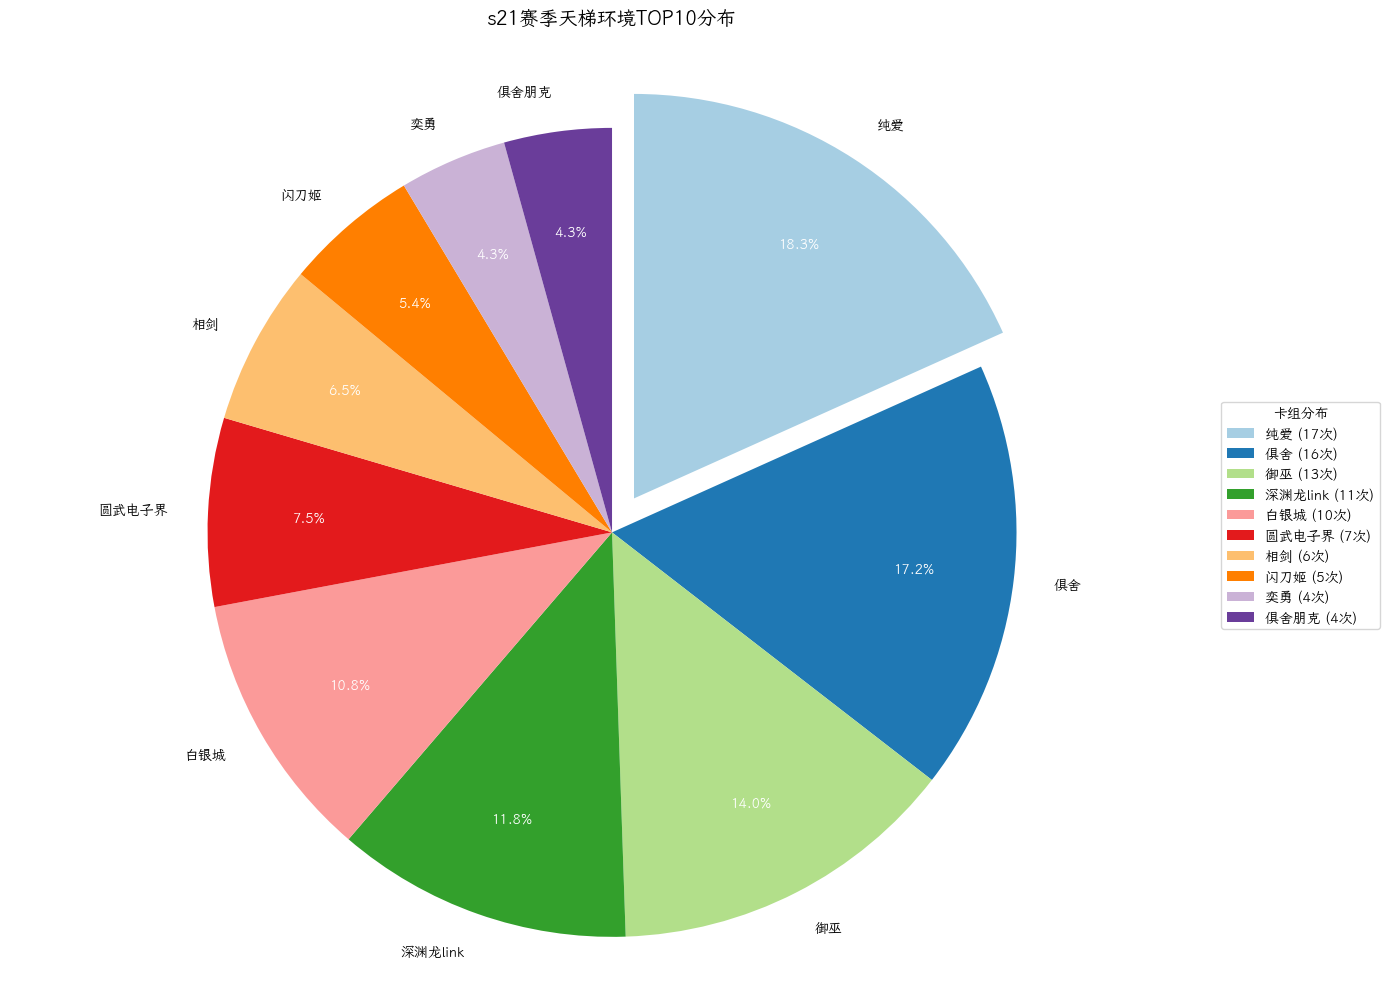 s21赛季天梯环境TOP10分布
俱舍朋克
奕勇
纯爱
闪刀姬
4.3%
4.3%
18.3%
5.4%
相剑
6.5%
圆武电子界
7.5%
17.2%
俱舍
10.8%
白银城
14.0%
11.8%
御巫
深渊龙link
卡组分布
纯爱 (17次)
俱舍 (16次)
御巫 (13次)
深渊龙link (11次)
白银城 (10次)
圆武电子界 (7次)
相剑 (6次)
闪刀姬 (5次)
奕勇 (4次)
俱舍朋克 (4次)